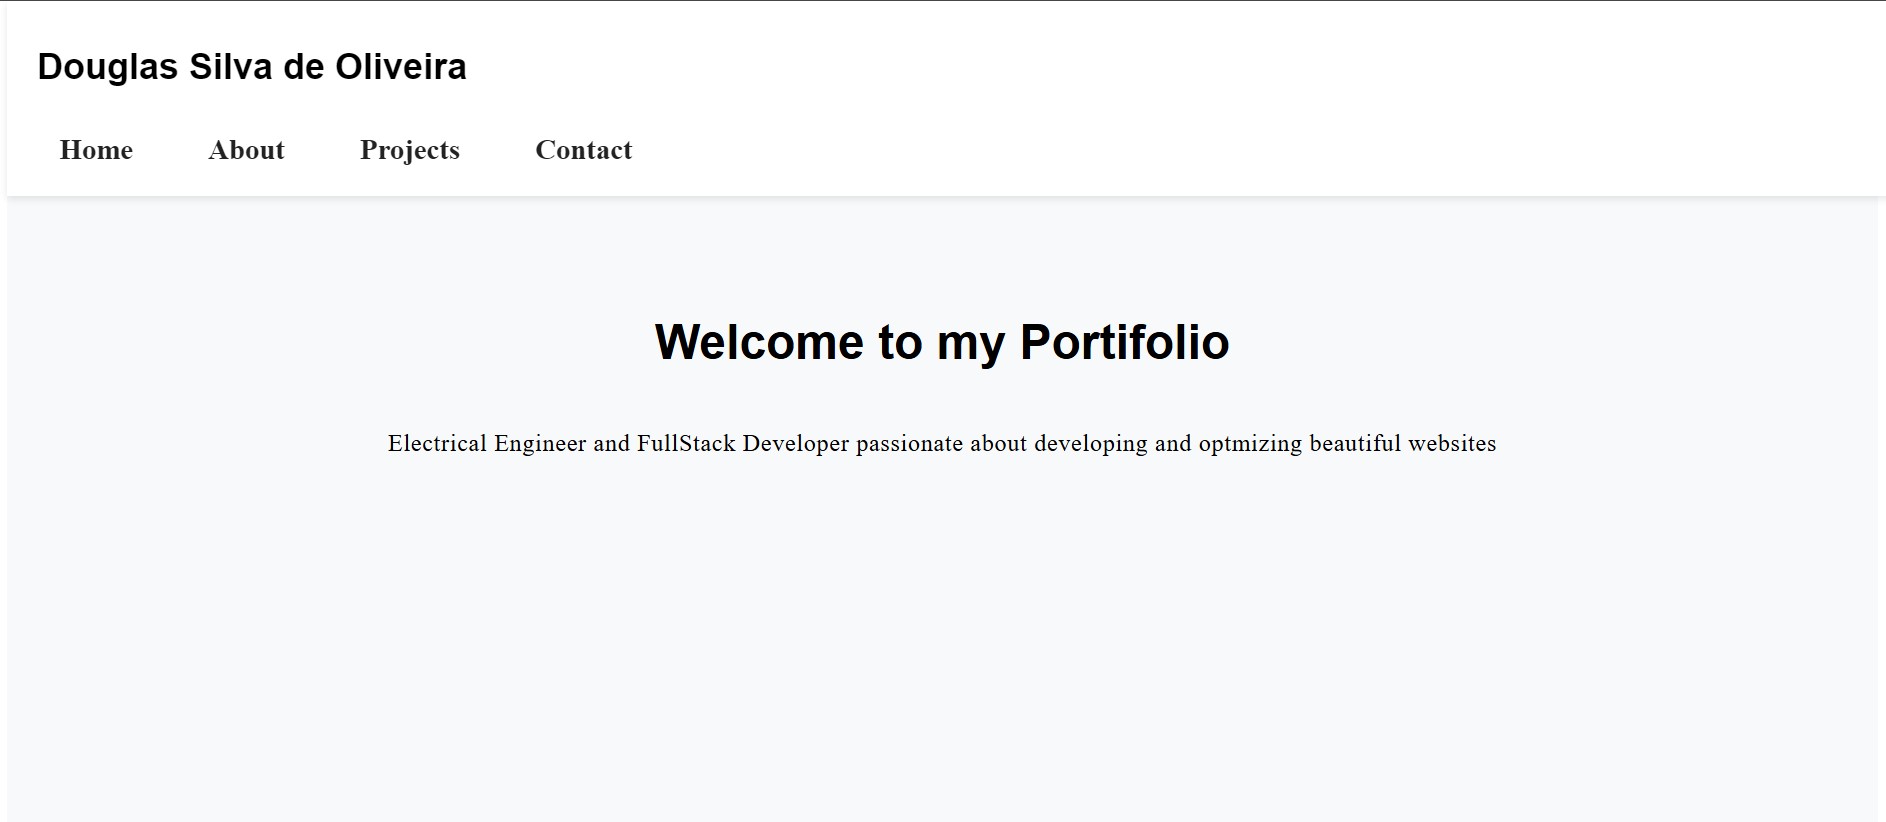 Douglas Silva de Oliveira
Home About Projects Contact
Welcome to my Portifolio
Electrical Engineer and FullStack Developer passionate about developing and optmizing beautiful websites